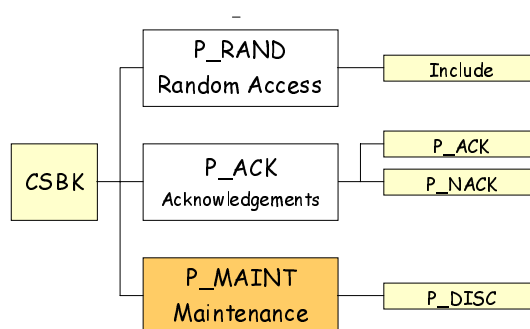 P_RAND
Random Access
Include
CSBK
P_ACK
Acknowledgements
P_ACK
P_NACK
P_MAINT
Maintenance
P_DISC